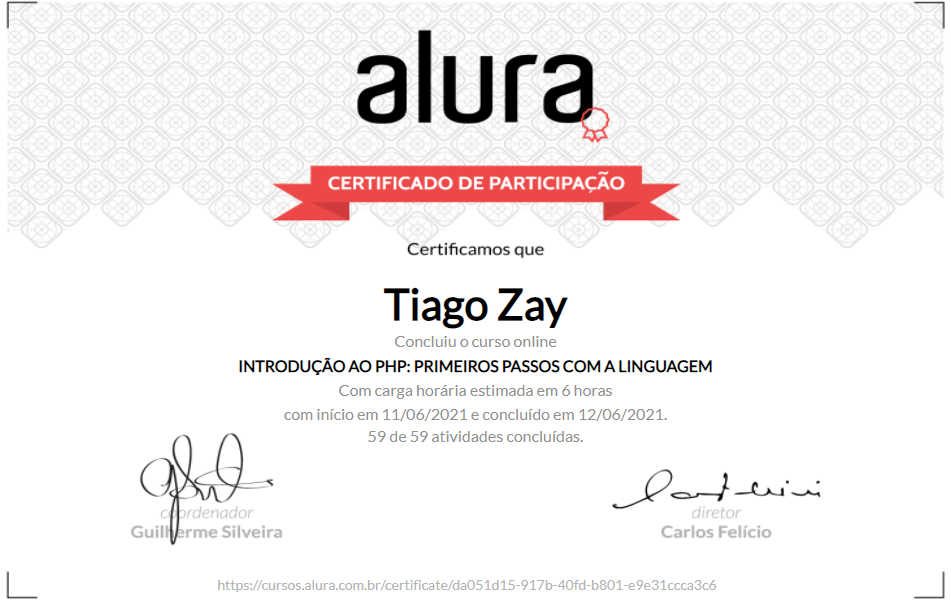 alura
CERTIFICADO DE PARTICIPAÇÃO
Certificamos que
Tiago Zay
Concluiu o curso online
INTRODUÇÃO AO PHP: PRIMEIROS PASSOS COM A LINGUAGEM
Com carga horária estimada em 6 horas
com início em 11/06/2021 e concluído em 12/06/2021.
59 de 59 atividades concluídas.
coordenador
Guilherme Silveira
diretor
Carlos Felício
https://cursos.alura.com.br/certificate/da051d15-917b-40fd-b801-e9e31ccca3c6